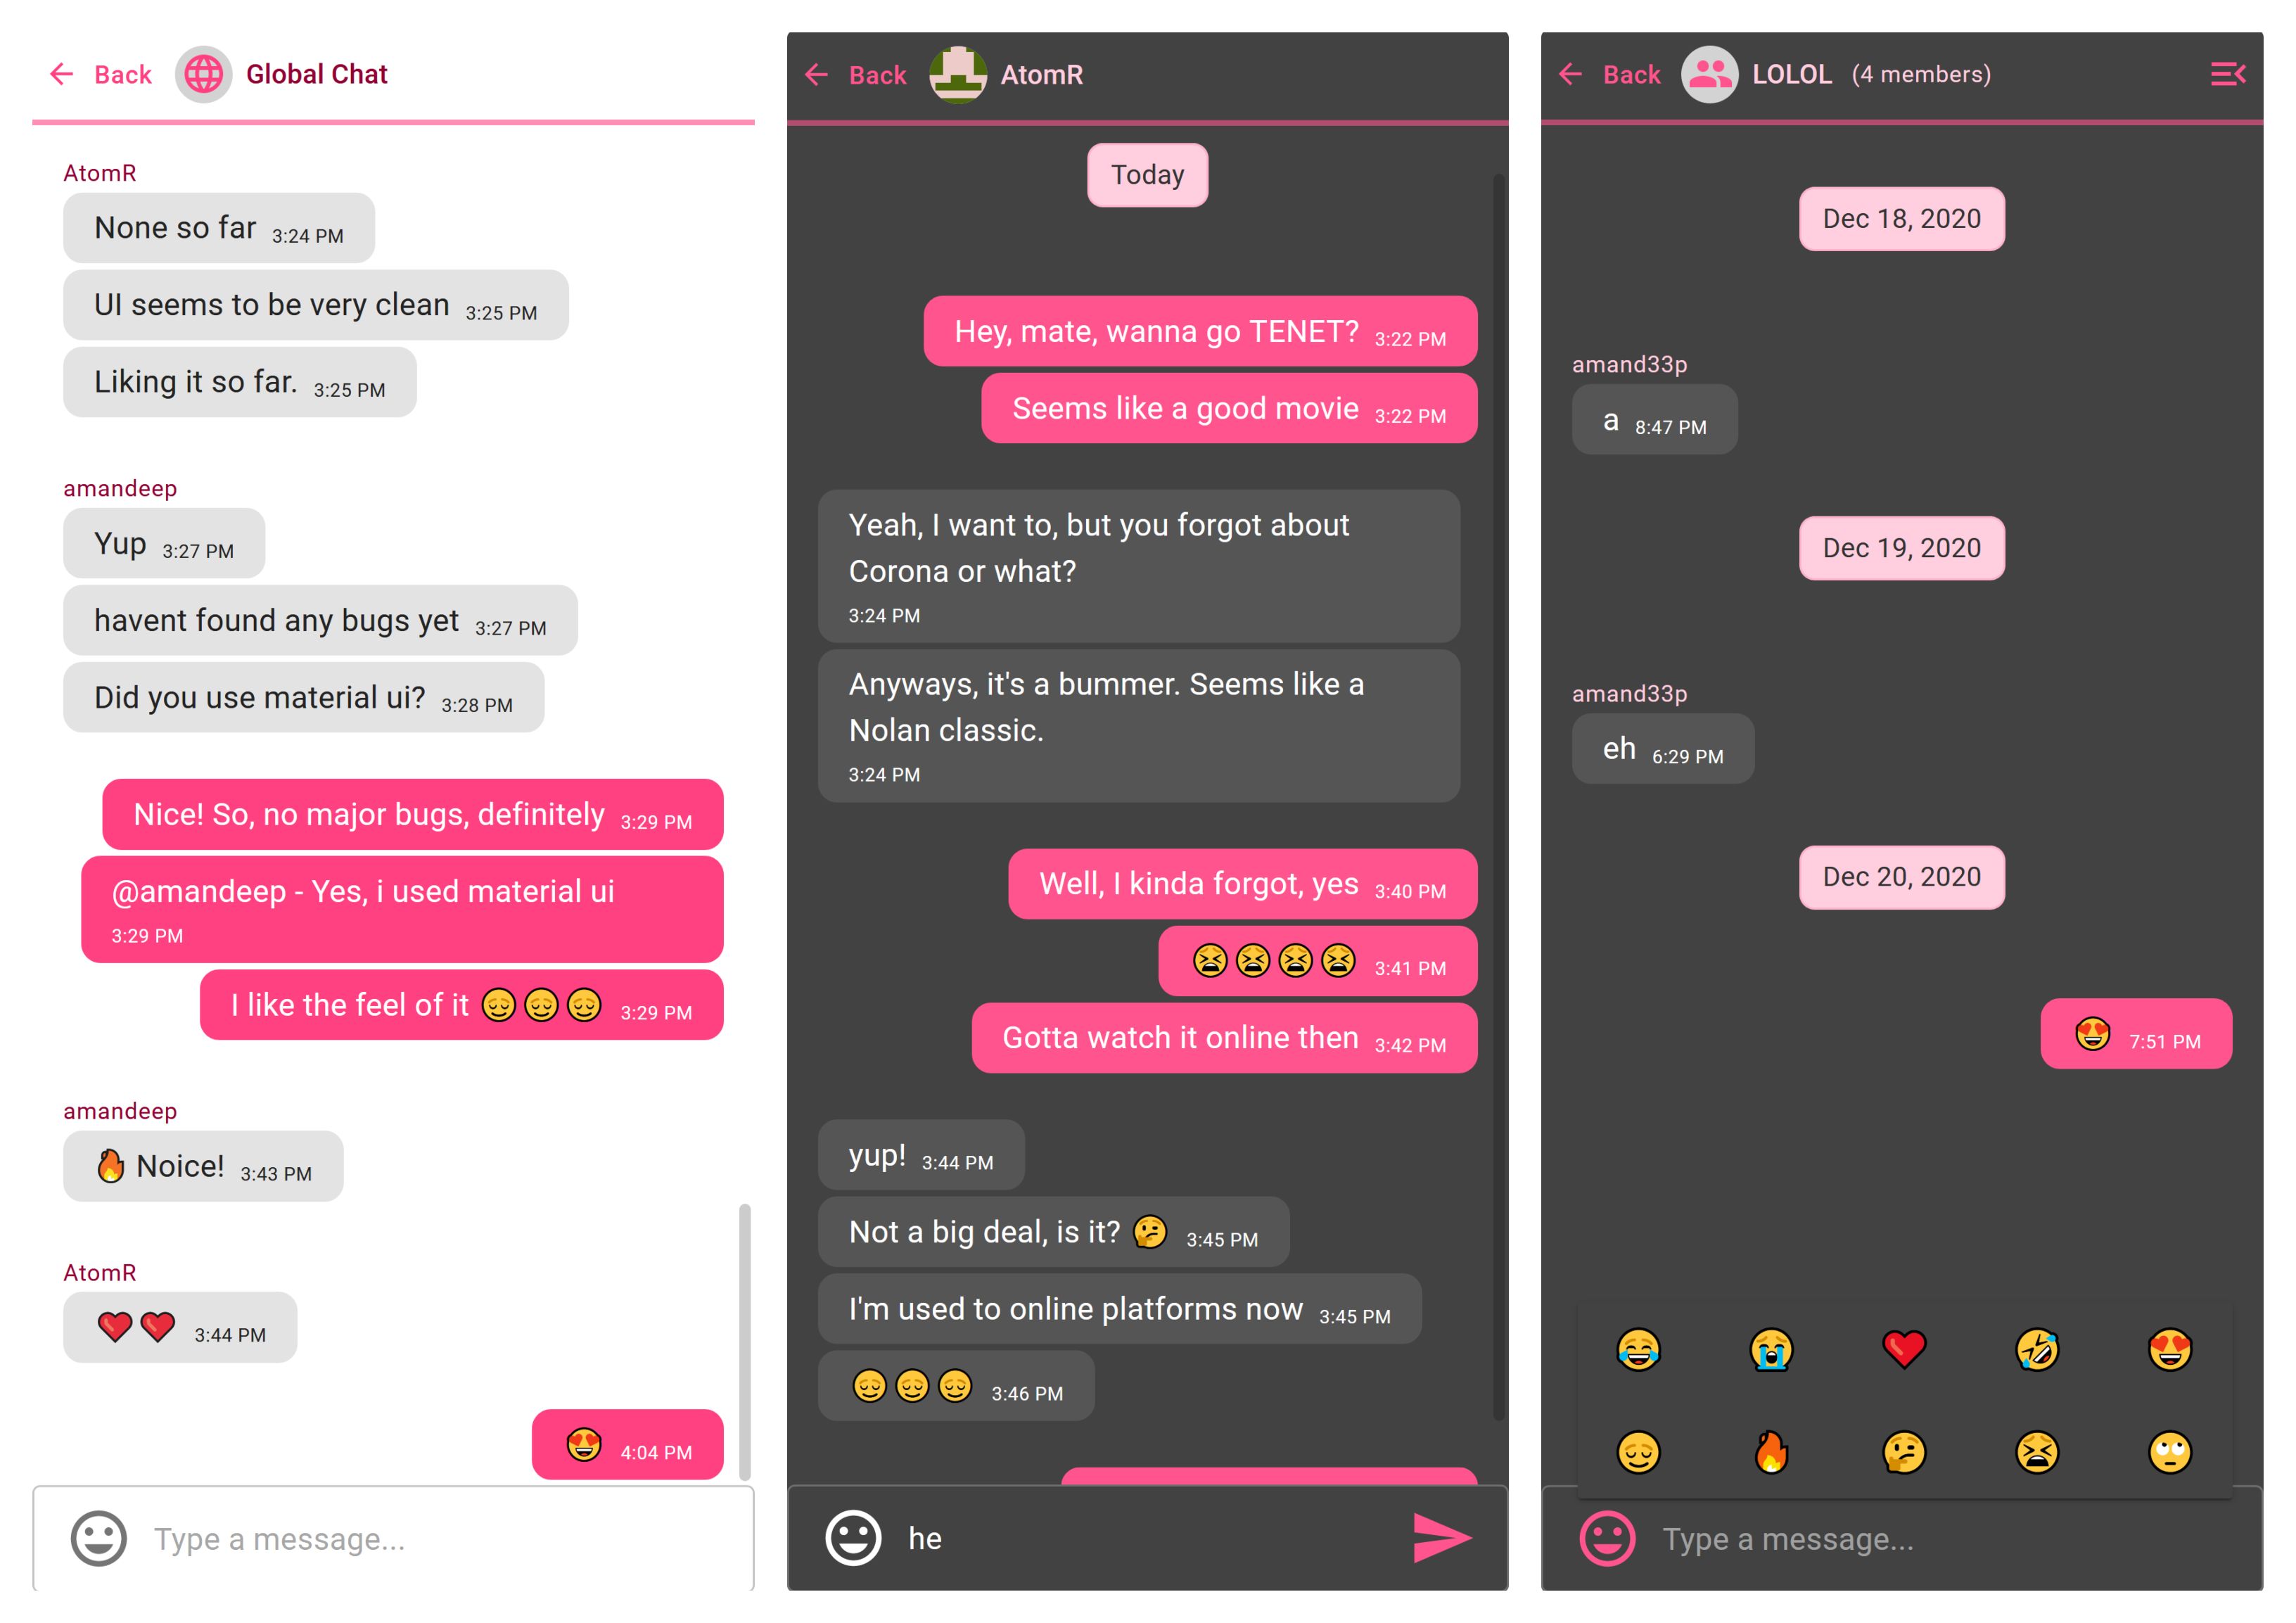 Back Global Chat
AtomR
None so far 3:24 PM
UI seems to be very clean 3:25 PM
Liking it so far. 3:25 PM
amandeep
Yup 3:27 PM
havent found any bugs yet 3:27 PM
Did you use material ui? 3:28 PM
Nice! So, no major bugs, definitely 3:29 PM
@amandeep - Yes, i used material ui
3:29 PM
I like the feel of it 😌😌😌 3:29 PM
amandeep
🔥 Noice! 3:43 PM
AtomR
❤️❤️ 3:44 PM
😍 4:04 PM
Type a message...
Back AtomR
Today
Hey, mate, wanna go TENET? 3:22 PM
Seems like a good movie 3:22 PM
Yeah, I want to, but you forgot about
Corona or what?
3:24 PM
Anyways, it's a bummer. Seems like a
Nolan classic.
3:24 PM
Well, I kinda forgot, yes 3:40 PM
😫😫😫😫 3:41 PM
Gotta watch it online then 3:42 PM
yup! 3:44 PM
Not a big deal, is it? 🤔 3:45 PM
I'm used to online platforms now 3:45 PM
😌😌😌 3:46 PM
he
Back LOLOL (4 members)
Dec 18, 2020
amand33p
a 8:47 PM
Dec 19, 2020
amand33p
eh 6:29 PM
Dec 20, 2020
😍 7:51 PM
😂 😭 ❤️ 🤣 😍
😌 🔥 🤔 😫 🙄
Type a message...